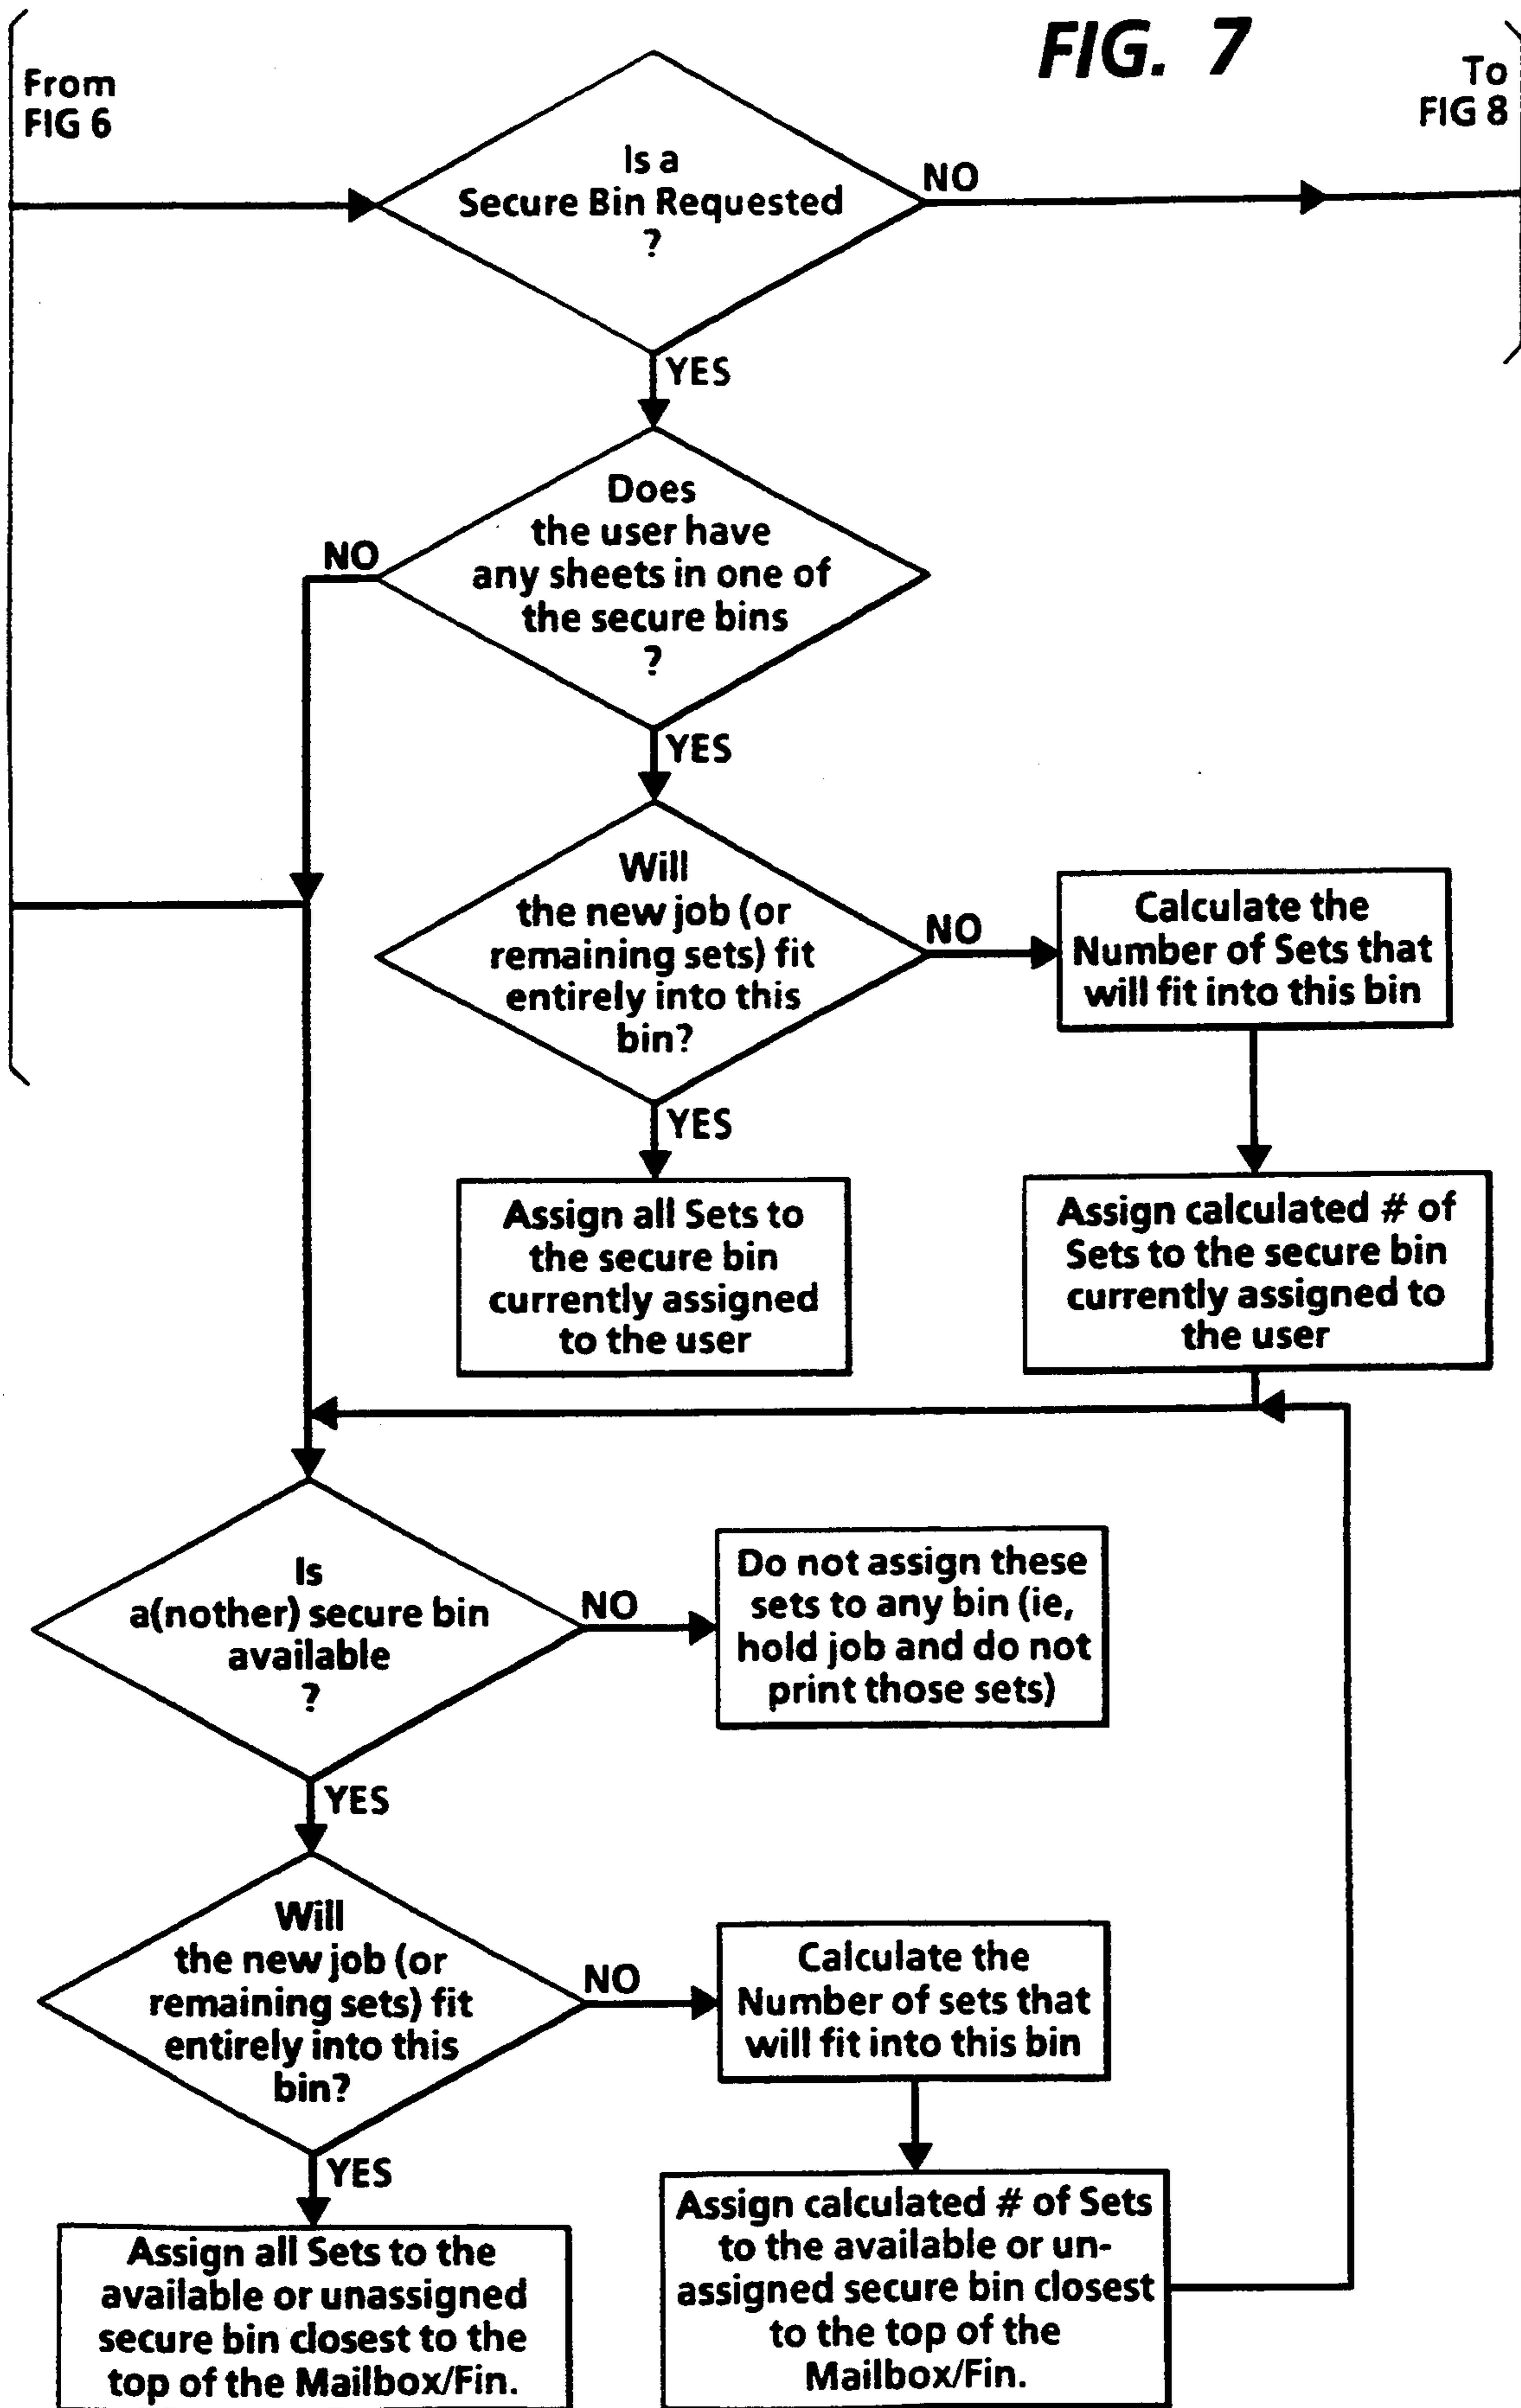 FIG. 7
From
FIG 6
To
FIG 8
Is a
Secure Bin Requested
?
NO
YES
Does
the user have
any sheets in one of
the secure bins
?
NO
YES
Will
the new job (or
remaining sets) fit
entirely into this
bin?
NO
Calculate the
Number of Sets that
will fit into this bin
YES
Assign all Sets to
the secure bin
currently assigned
to the user
Assign calculated # of
Sets to the secure bin
currently assigned to
the user
Is
a(nother) secure bin
available
?
NO
Do not assign these
sets to any bin (ie,
hold job and do not
print those sets)
YES
Will
the new job (or
remaining sets) fit
entirely into this
bin?
NO
Calculate the
Number of sets that
will fit into this bin
YES
Assign all Sets to the
available or unassigned
secure bin closest to the
top of the Mailbox/Fin.
Assign calculated # of Sets
to the available or un-
assigned secure bin closest
to the top of the
Mailbox/Fin.